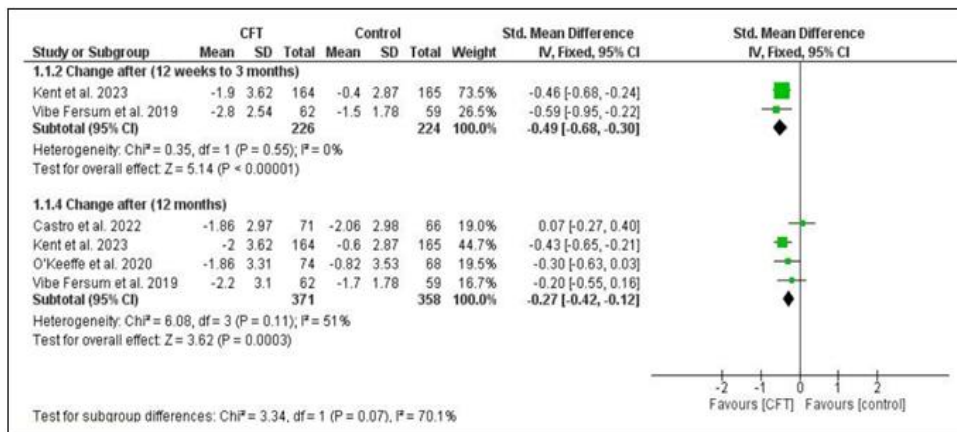 CFT Control Std. Mean Difference Std. Mean Difference
Study or Subgroup Mean SD Total Mean SD Total Weight IV, Fixed, 95% CI IV, Fixed, 95% CI
1.1.2 Change after (12 weeks to 3 months)
Kent et al. 2023 -1.9 3.62 164 -0.4 2.87 165 73.5% -0.46 [-0.68, -0.24]
Vibe Fersum et al. 2019 -2.8 2.54 62 -1.5 1.78 59 26.5% -0.59 [-0.95, -0.22]
Subtotal (95% CI) 226 224 100.0% -0.49 [-0.68, -0.30]
Heterogeneity: Chi² = 0.35, df = 1 (P = 0.55); I² = 0%
Test for overall effect: Z = 5.14 (P < 0.00001)
1.1.4 Change after (12 months)
Castro et al. 2022 -1.86 2.97 71 -2.06 2.98 66 19.0% 0.07 [-0.27, 0.40]
Kent et al. 2023 -2 3.62 164 -0.6 2.87 165 44.7% -0.43 [-0.65, -0.21]
O'Keeffe et al. 2020 -1.86 3.31 74 -0.82 3.53 68 19.5% -0.30 [-0.63, 0.03]
Vibe Fersum et al. 2019 -2.2 3.1 62 -1.7 1.78 59 16.7% -0.20 [-0.55, 0.16]
Subtotal (95% CI) 371 358 100.0% -0.27 [-0.42, -0.12]
Heterogeneity: Chi² = 6.08, df = 3 (P = 0.11); I² = 51%
Test for overall effect: Z = 3.62 (P = 0.0003)
-2 -1 0 1 2
Favours [CFT] Favours [control]
Test for subgroup differences: Chi² = 3.34, df = 1 (P = 0.07), I² = 70.1%